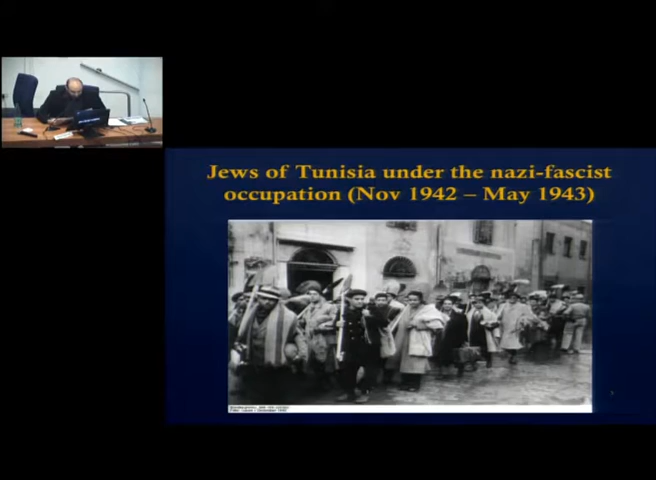 Jews of Tunisia under the nazi-fascist
occupation (Nov 1942 – May 1943)